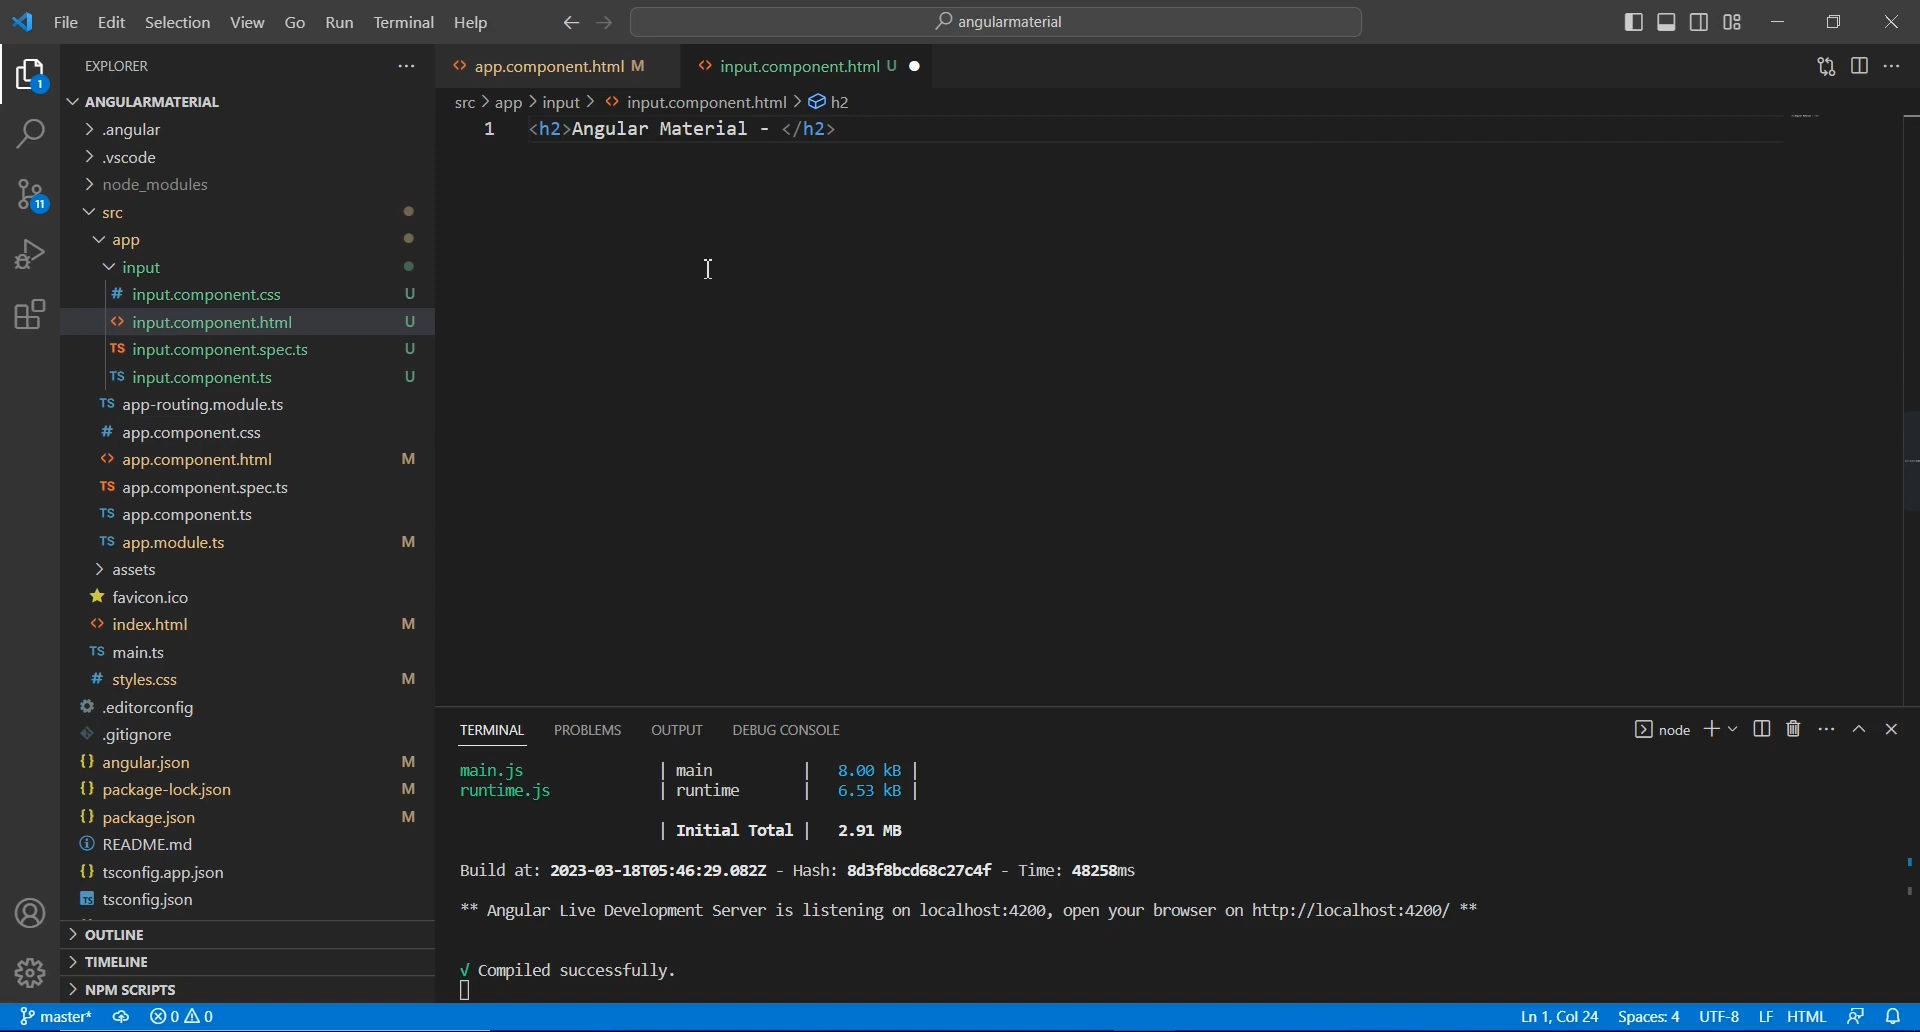 File Edit Selection View Go Run Terminal Help
angularmaterial
EXPLORER
ANGULARMATERIAL
.angular
.vscode
node_modules
src
app
input
input.component.css U
input.component.html U
input.component.spec.ts U
input.component.ts U
app-routing.module.ts
app.component.css
app.component.html M
app.component.spec.ts
app.component.ts
app.module.ts M
assets
favicon.ico
index.html M
main.ts
styles.css M
.editorconfig
.gitignore
angular.json M
package-lock.json M
package.json M
README.md
tsconfig.app.json
tsconfig.json
OUTLINE
TIMELINE
NPM SCRIPTS
1
11
app.component.html M
input.component.html U
src > app > input > input.component.html > h2
1 <h2>Angular Material - </h2>
TERMINAL PROBLEMS OUTPUT DEBUG CONSOLE
node
main.js | main | 8.00 kB |
runtime.js | runtime | 6.53 kB |
| Initial Total | 2.91 MB
Build at: 2023-03-18T05:46:29.082Z - Hash: 8d3f8bcd68c27c4f - Time: 48258ms
** Angular Live Development Server is listening on localhost:4200, open your browser on http://localhost:4200/ **
√ Compiled successfully.
master* 0 0 Ln 1, Col 24 Spaces: 4 UTF-8 LF HTML